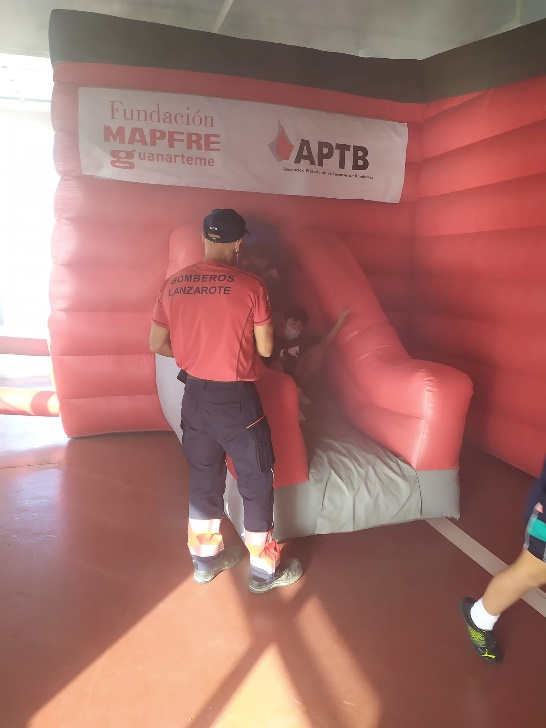 Fundación
MAPFRE
guanarteme
APTB
BOMBEROS
LANZAROTE